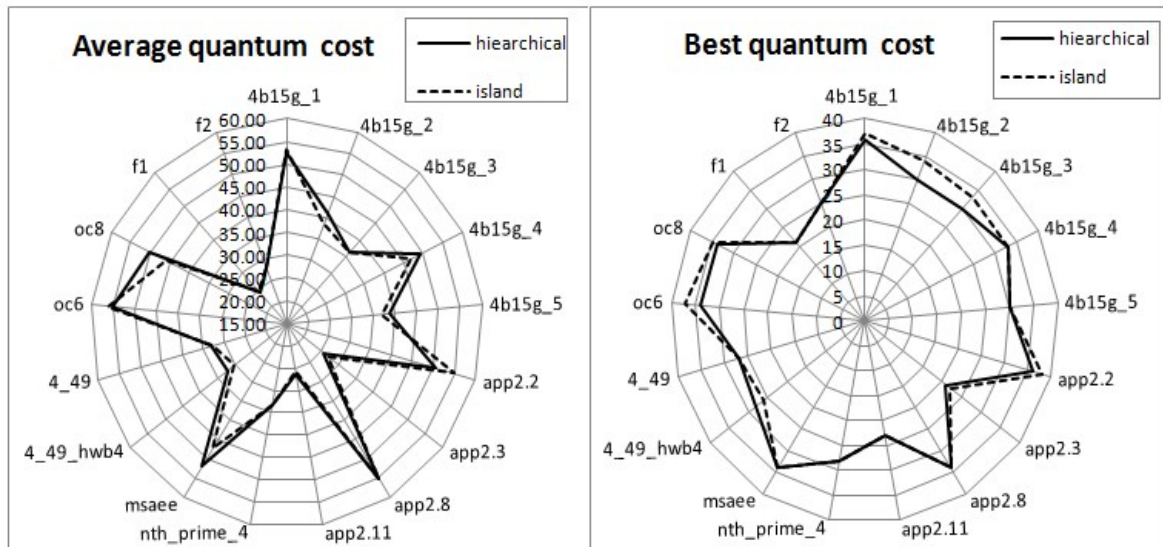 Average quantum cost
hiearchical
island
4b15g_1
4b15g_2
4b15g_3
4b15g_4
4b15g_5
app2.2
app2.3
app2.8
app2.11
nth_prime_4
msaee
4_49_hwb4
4_49
oc6
oc8
f1
f2
60.00
55.00
50.00
45.00
40.00
35.00
30.00
25.00
20.00
15.00
Best quantum cost
hiearchical
island
4b15g_1
4b15g_2
4b15g_3
4b15g_4
4b15g_5
app2.2
app2.3
app2.8
app2.11
nth_prime_4
msaee
4_49_hwb4
4_49
oc6
oc8
f1
f2
40
35
30
25
20
15
10
5
0